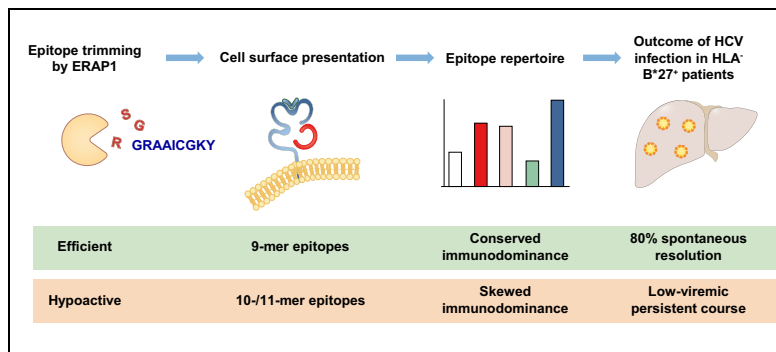 Epitope trimming
by ERAP1
Cell surface presentation
Epitope repertoire
Outcome of HCV
infection in HLA-
B*27+ patients
S
G
R
GRAAICGKY
Efficient
9-mer epitopes
Conserved
immunodominance
80% spontaneous
resolution
Hypoactive
10-/11-mer epitopes
Skewed
immunodominance
Low-viremic
persistent course